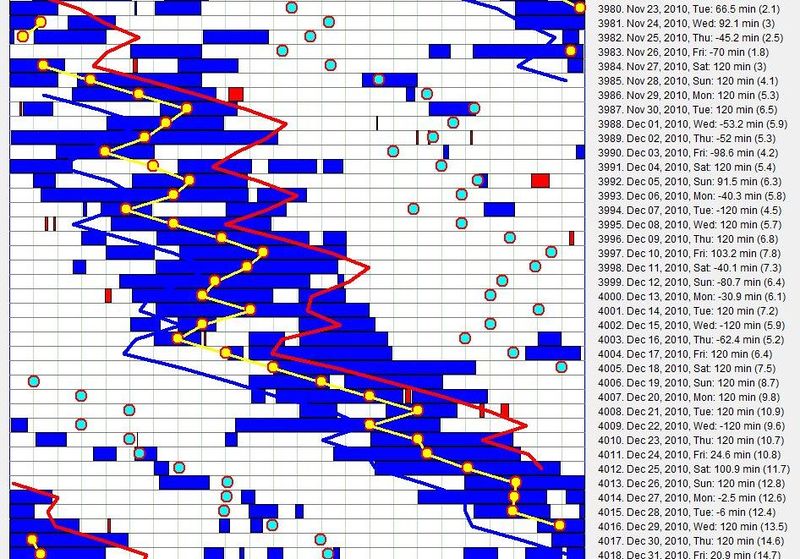 3980. Nov 23, 2010, Tue: 66.5 min (2.1)
3981. Nov 24, 2010, Wed: 92.1 min (3)
3982. Nov 25, 2010, Thu: -45.2 min (2.5)
3983. Nov 26, 2010, Fri: -70 min (1.8)
3984. Nov 27, 2010, Sat: 120 min (3)
3985. Nov 28, 2010, Sun: 120 min (4.1)
3986. Nov 29, 2010, Mon: 120 min (5.3)
3987. Nov 30, 2010, Tue: 120 min (6.5)
3988. Dec 01, 2010, Wed: -53.2 min (5.9)
3989. Dec 02, 2010, Thu: -52 min (5.3)
3990. Dec 03, 2010, Fri: -98.6 min (4.2)
3991. Dec 04, 2010, Sat: 120 min (5.4)
3992. Dec 05, 2010, Sun: 91.5 min (6.3)
3993. Dec 06, 2010, Mon: -40.3 min (5.8)
3994. Dec 07, 2010, Tue: -120 min (4.5)
3995. Dec 08, 2010, Wed: 120 min (5.7)
3996. Dec 09, 2010, Thu: 120 min (6.8)
3997. Dec 10, 2010, Fri: 103.2 min (7.8)
3998. Dec 11, 2010, Sat: -40.1 min (7.3)
3999. Dec 12, 2010, Sun: -80.7 min (6.4)
4000. Dec 13, 2010, Mon: -30.9 min (6.1)
4001. Dec 14, 2010, Tue: 120 min (7.2)
4002. Dec 15, 2010, Wed: -120 min (5.9)
4003. Dec 16, 2010, Thu: -62.4 min (5.2)
4004. Dec 17, 2010, Fri: 120 min (6.4)
4005. Dec 18, 2010, Sat: 120 min (7.5)
4006. Dec 19, 2010, Sun: 120 min (8.7)
4007. Dec 20, 2010, Mon: 120 min (9.8)
4008. Dec 21, 2010, Tue: 120 min (10.9)
4009. Dec 22, 2010, Wed: -120 min (9.6)
4010. Dec 23, 2010, Thu: 120 min (10.7)
4011. Dec 24, 2010, Fri: 24.6 min (10.8)
4012. Dec 25, 2010, Sat: 100.9 min (11.7)
4013. Dec 26, 2010, Sun: 120 min (12.8)
4014. Dec 27, 2010, Mon: -2.5 min (12.6)
4015. Dec 28, 2010, Tue: -6 min (12.4)
4016. Dec 29, 2010, Wed: 120 min (13.5)
4017. Dec 30, 2010, Thu: 120 min (14.6)
4018. Dec 31, 2010, Fri: 20.9 min (14.7)